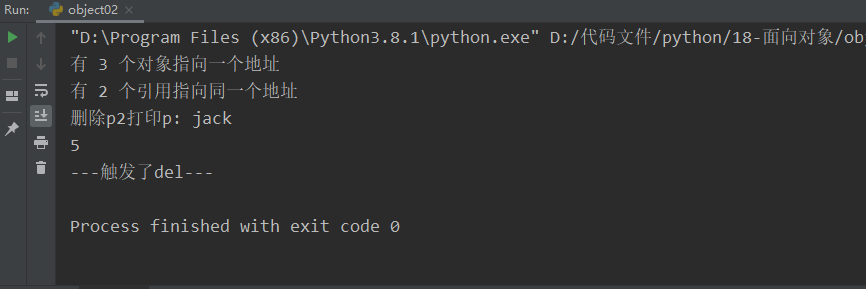 Run: object02
"D:\Program Files (x86)\Python3.8.1\python.exe" D:/代码文件/python/18-面向对象/ob
有 3 个对象指向一个地址
有 2 个引用指向同一个地址
删除p2打印p: jack
5
---触发了del---
Process finished with exit code 0